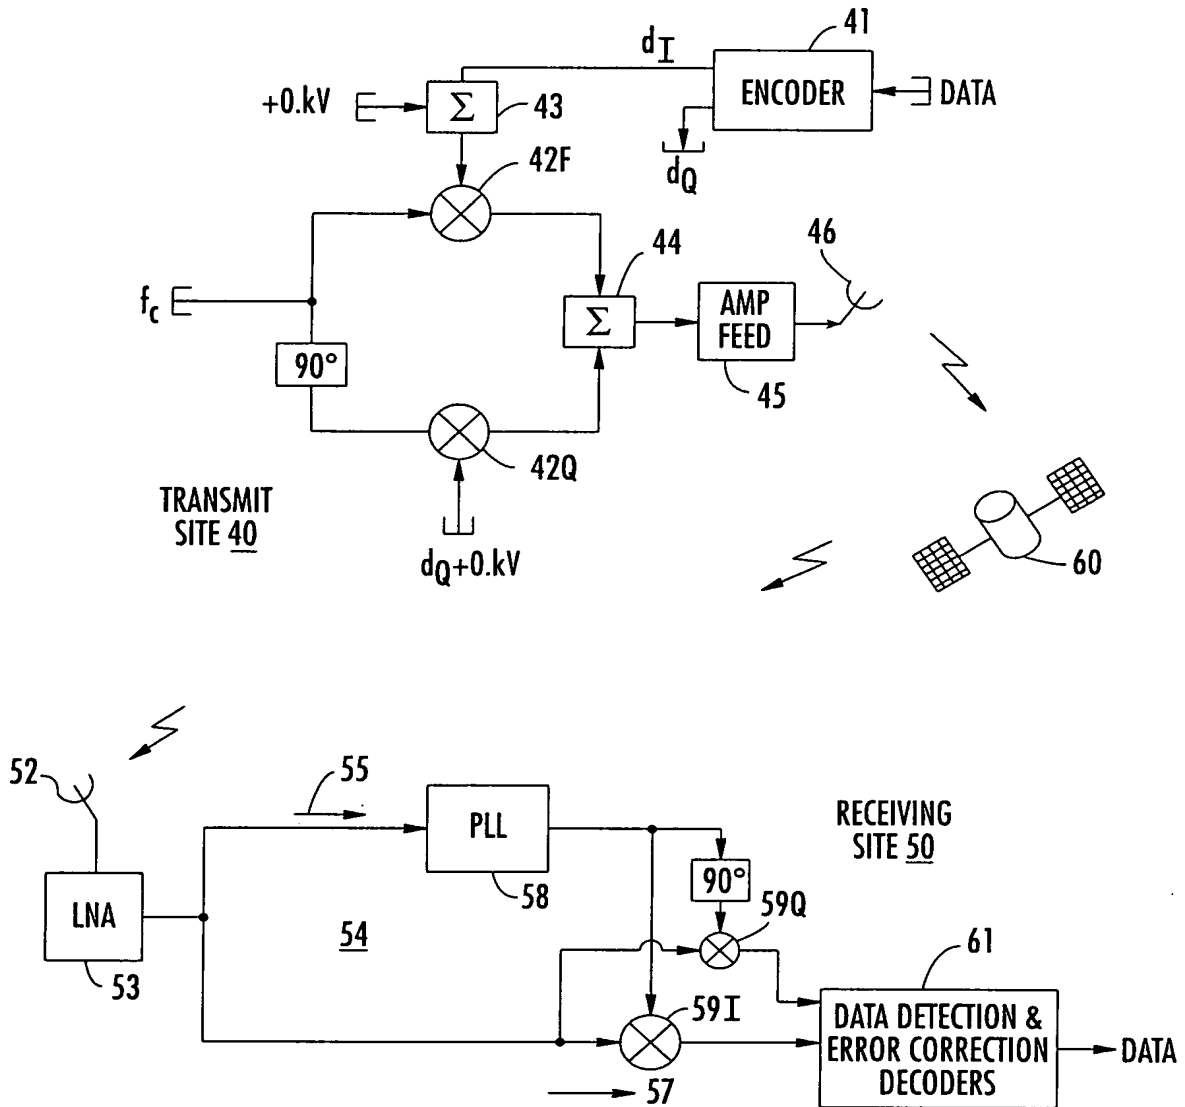 41
dI
ENCODER
DATA
+0.kV
Σ
43
dQ
42F
fc
90°
44
Σ
46
AMP
FEED
45
42Q
dQ+0.kV
TRANSMIT
SITE 40
60
52
55
PLL
58
RECEIVING
SITE 50
LNA
53
54
90°
59Q
59I
57
61
DATA DETECTION &
ERROR CORRECTION
DECODERS
DATA